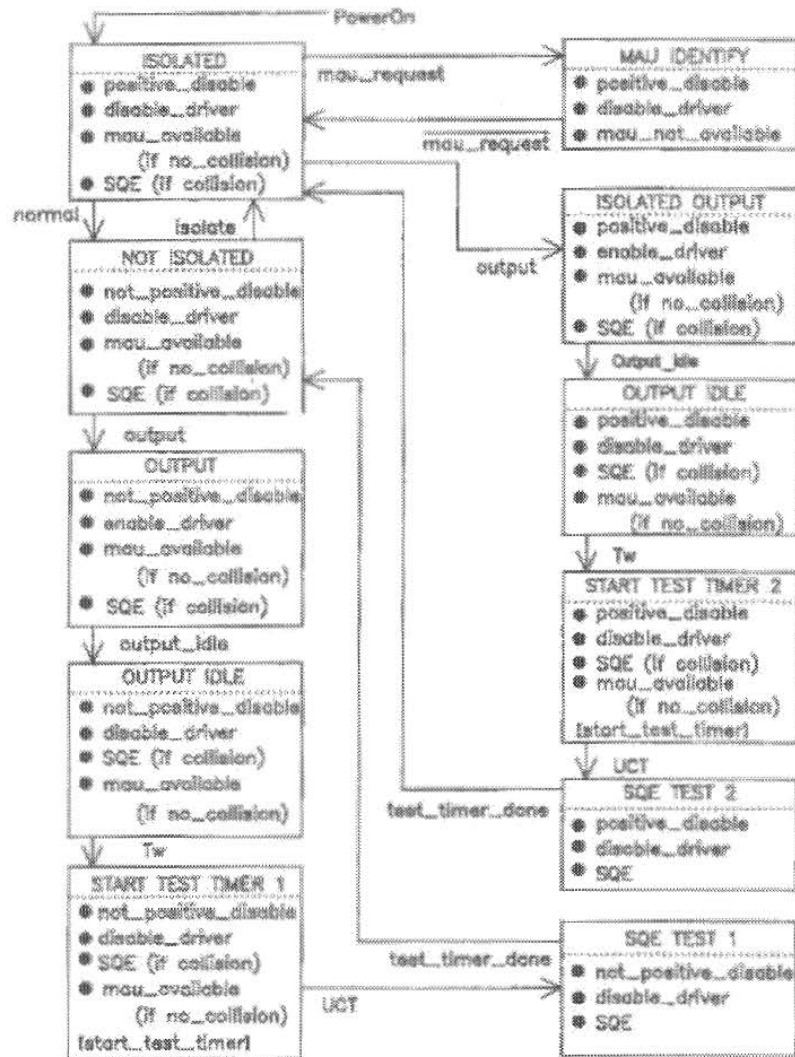 PowerOn
ISOLATED
● positive_disable
● disable_driver
● mau_available
(if no_collision)
● SQE (if collision)
mau_request
MAU IDENTIFY
● positive_disable
● disable_driver
● mau_not_available
mau_request
normal
isolate
output
NOT ISOLATED
● not_positive_disable
● disable_driver
● mau_available
(if no_collision)
● SQE (if collision)
ISOLATED OUTPUT
● positive_disable
● enable_driver
● mau_available
(if no_collision)
● SQE (if collision)
output
Output_Idle
OUTPUT
● not_positive_disable
● enable_driver
● mau_available
(if no_collision)
● SQE (if collision)
OUTPUT IDLE
● positive_disable
● disable_driver
● SQE (if collision)
● mau_available
(if no_collision)
output_idle
Tw
OUTPUT IDLE
● not_positive_disable
● disable_driver
● SQE (if collision)
● mau_available
(if no_collision)
START TEST TIMER 2
● positive_disable
● disable_driver
● SQE (if collision)
● mau_available
(if no_collision)
[start_test_timer]
Tw
UCT
START TEST TIMER 1
● not_positive_disable
● disable_driver
● SQE (if collision)
● mau_available
(if no_collision)
[start_test_timer]
SQE TEST 2
● positive_disable
● disable_driver
● SQE
test_timer_done
UCT
SQE TEST 1
● not_positive_disable
● disable_driver
● SQE
test_timer_done